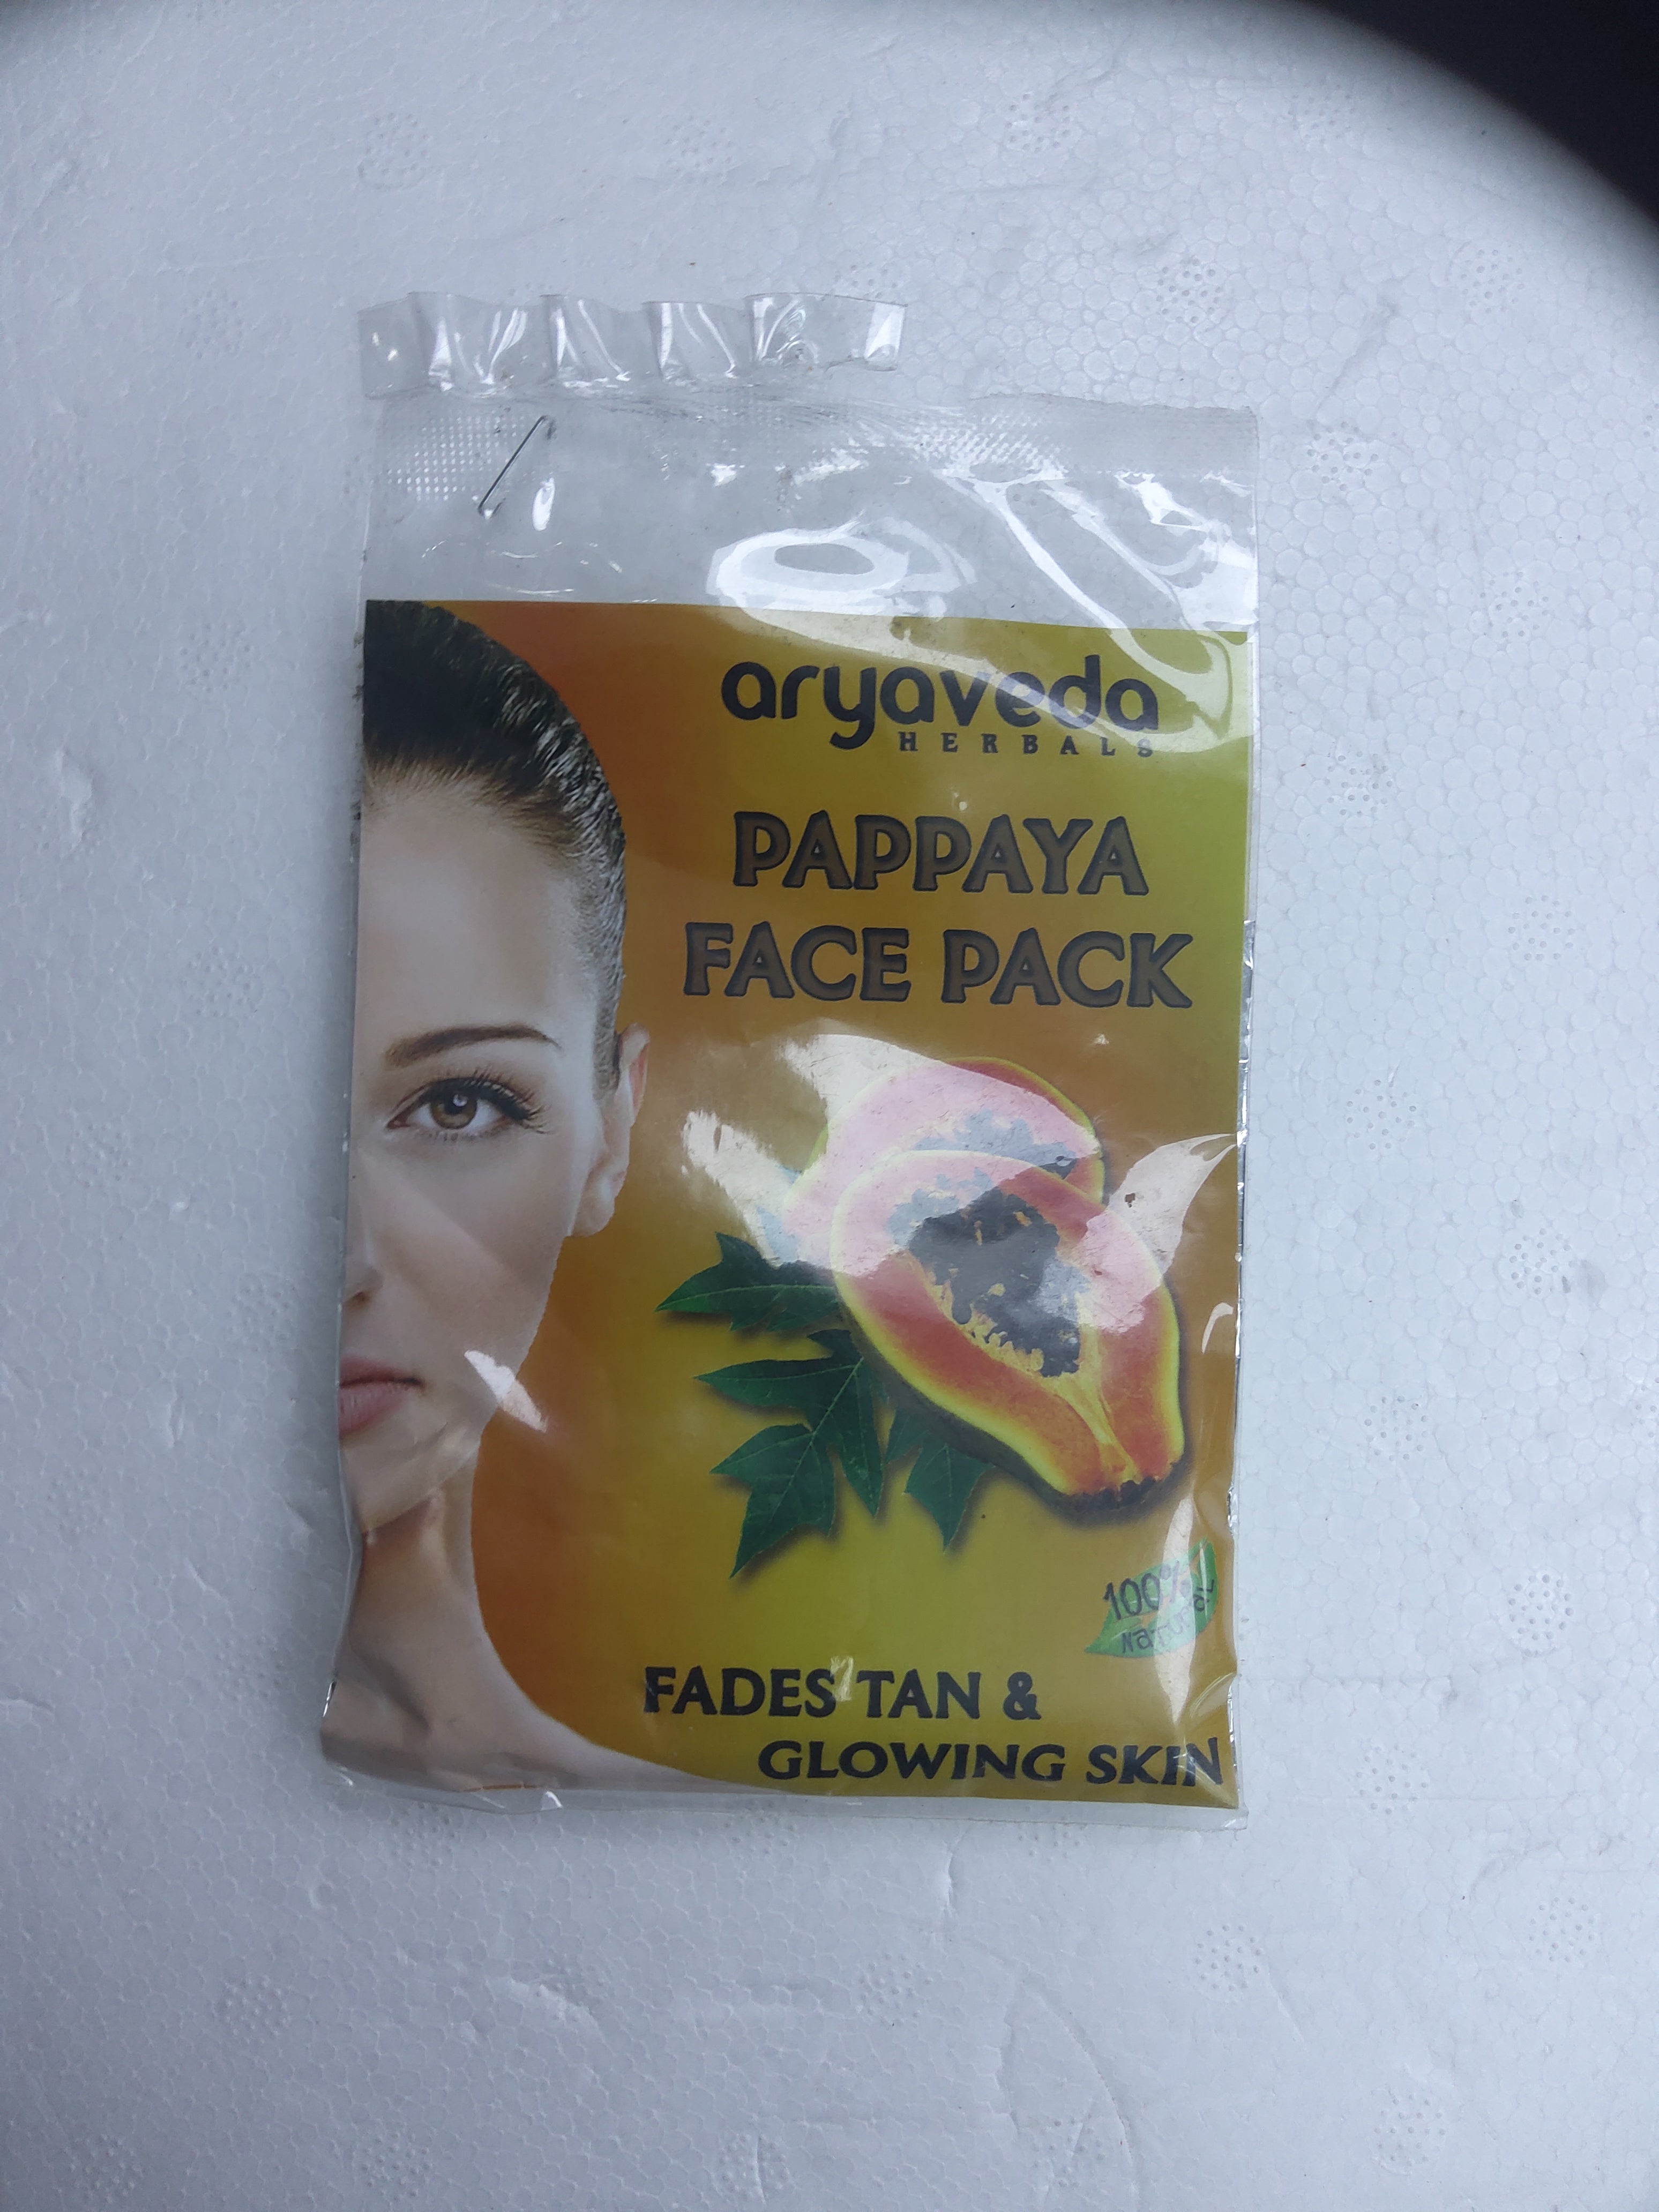 aryaveda
HERBALS
PAPPAYA
FACE PACK
100%
NATURAL
FADES TAN &
GLOWING SKIN